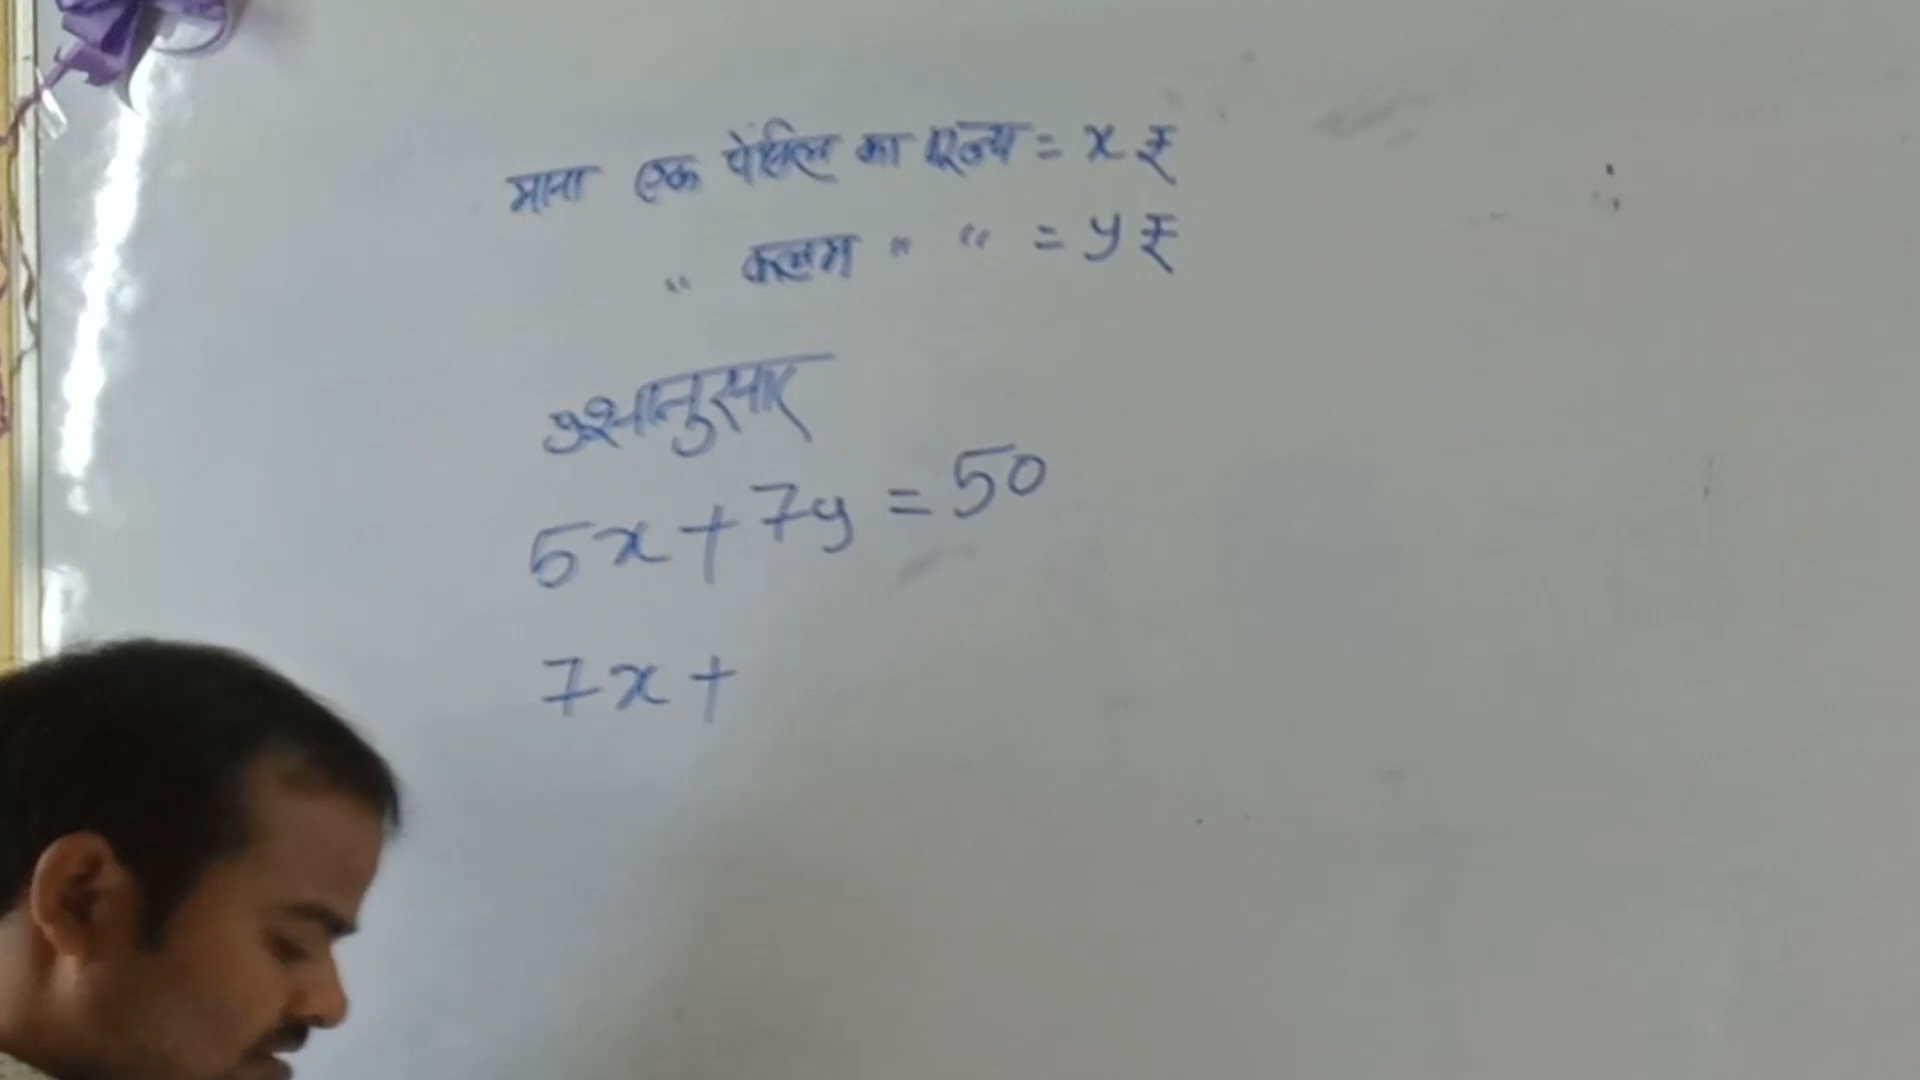 माना एक पेंसिल का मूल्य = x ₹
" कलम " " = y ₹
प्रश्नानुसार
5x + 7y = 50
7x +